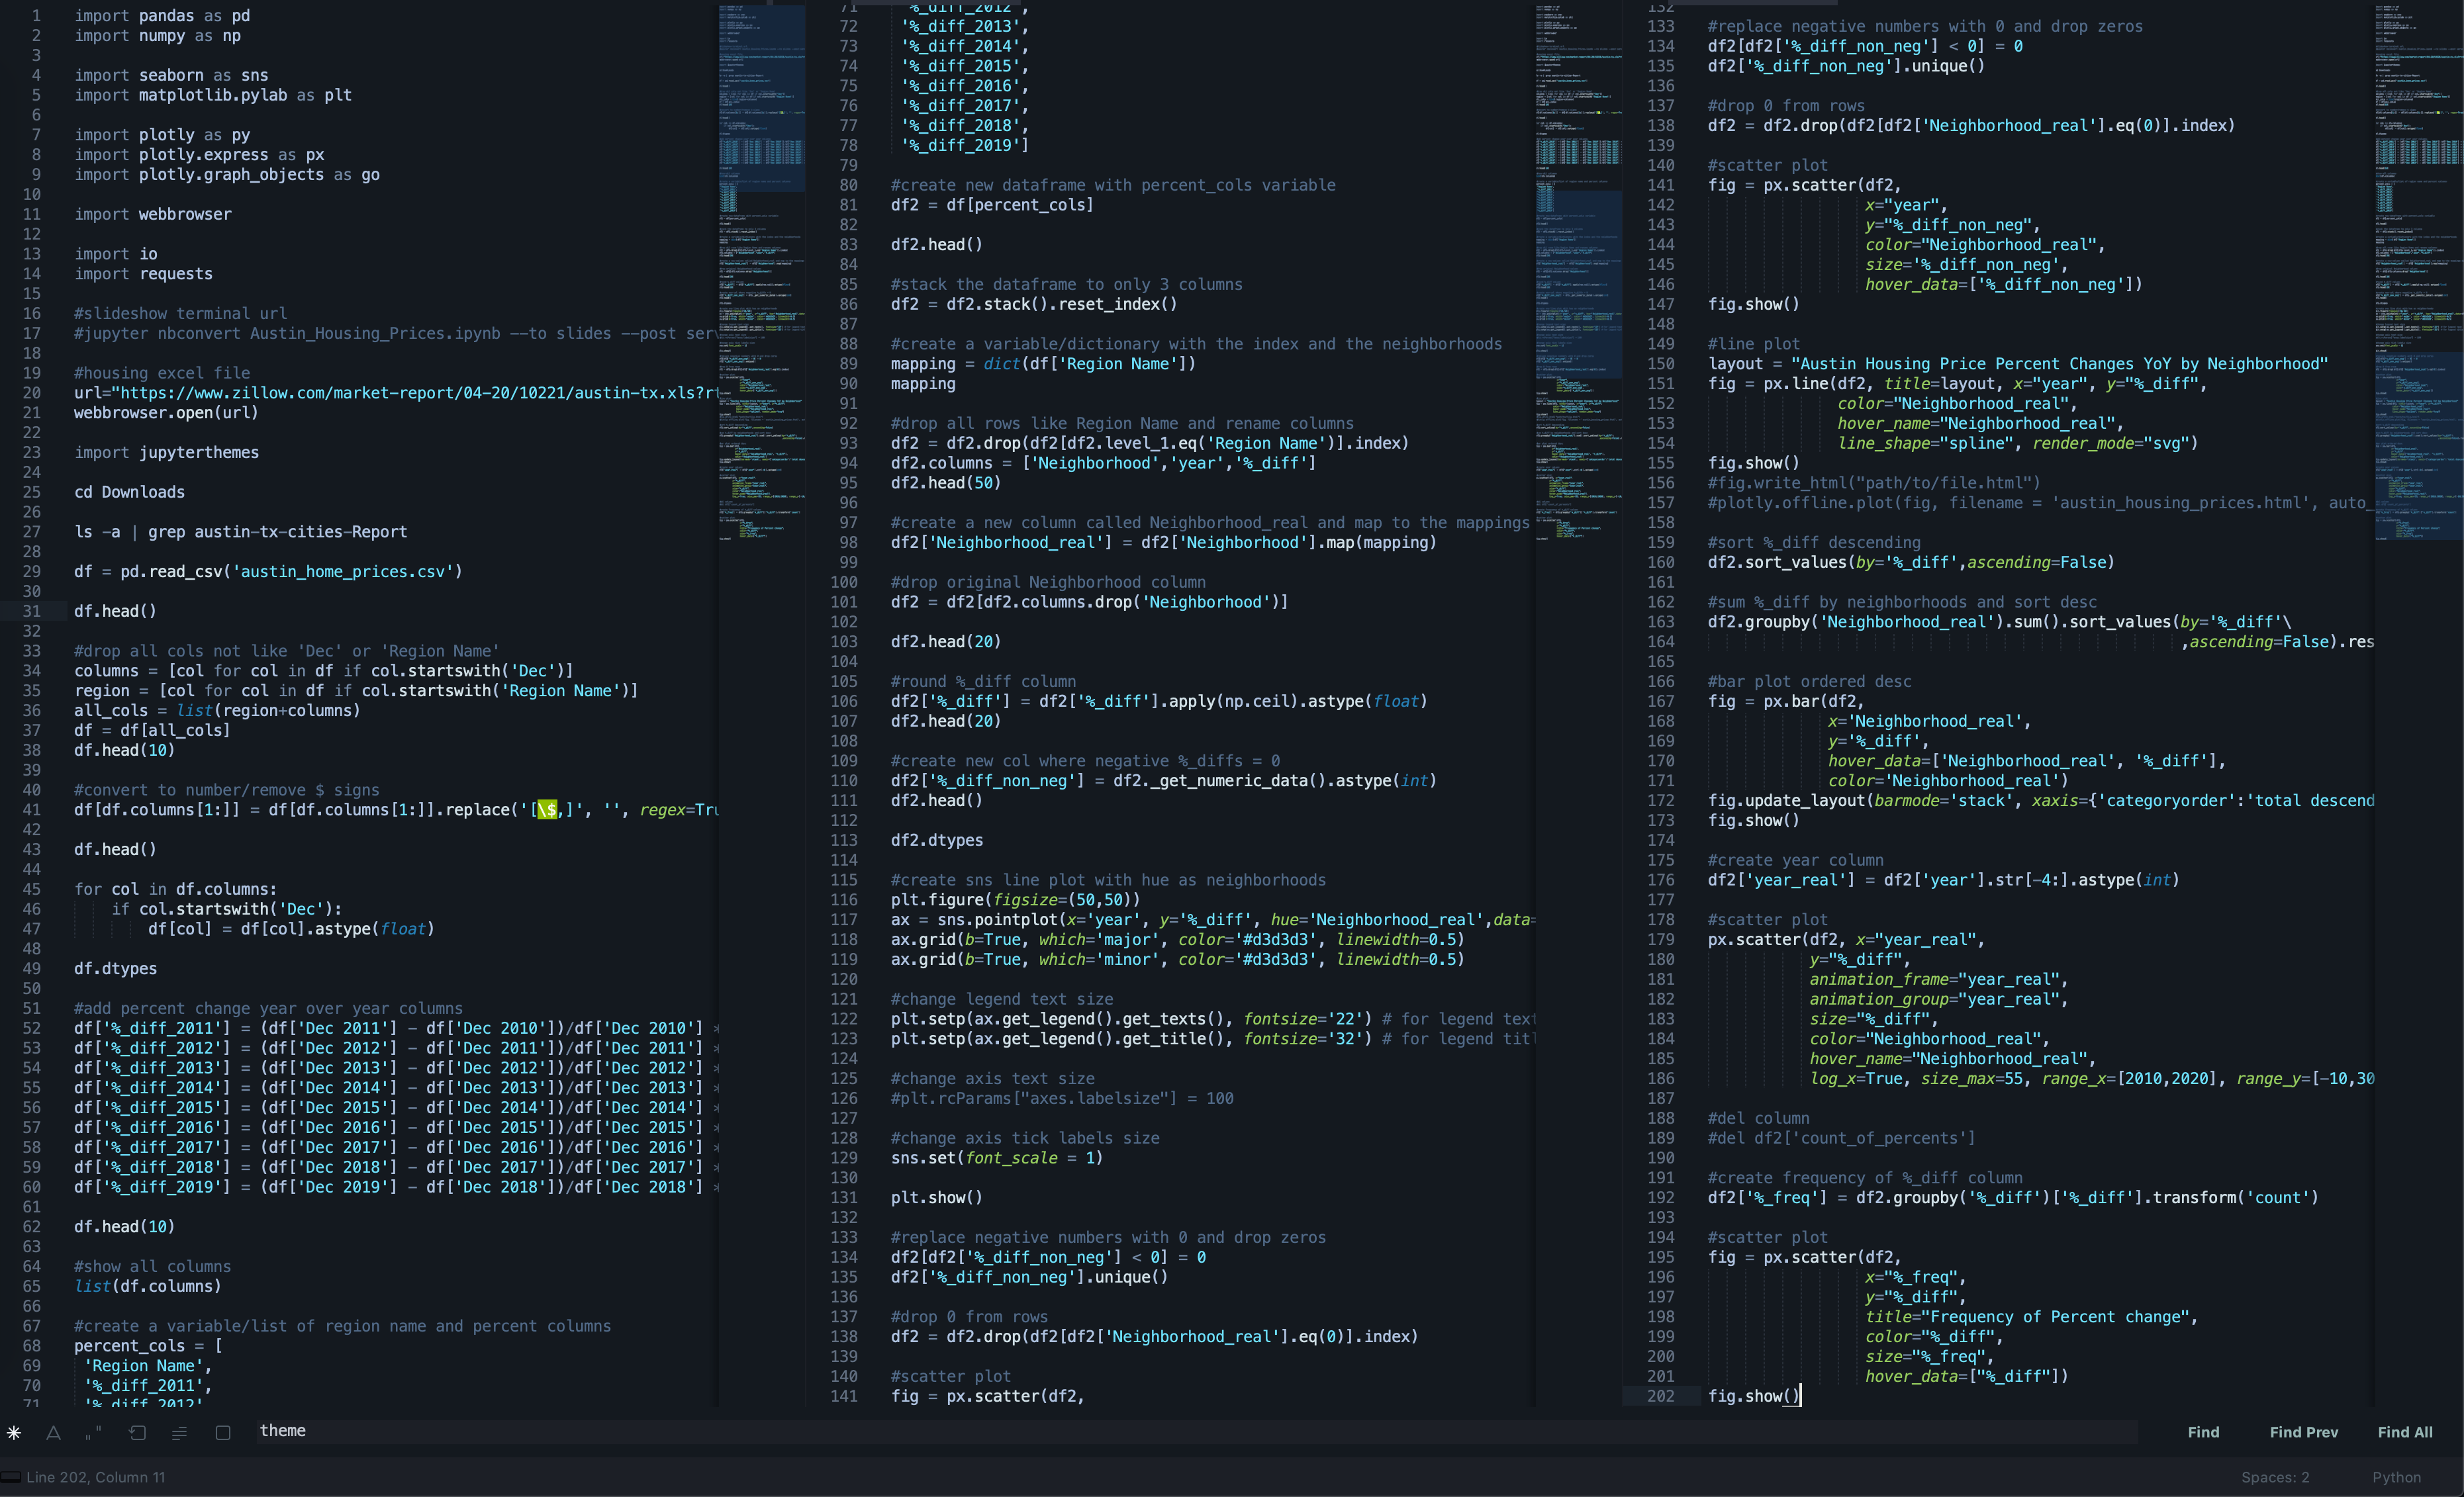 1 import pandas as pd
2 import numpy as np
3
4 import seaborn as sns
5 import matplotlib.pylab as plt
6
7 import plotly as py
8 import plotly.express as px
9 import plotly.graph_objects as go
10
11 import webbrowser
12
13 import io
14 import requests
15
16 #slideshow terminal url
17 #jupyter nbconvert Austin_Housing_Prices.ipynb --to slides --post ser
18
19 #housing excel file
20 url="https://www.zillow.com/market-report/04-20/10221/austin-tx.xls?r
21 webbrowser.open(url)
22
23 import jupyterthemes
24
25 cd Downloads
26
27 ls -a | grep austin-tx-cities-Report
28
29 df = pd.read_csv('austin_home_prices.csv')
30
31 df.head()
32
33 #drop all cols not like 'Dec' or 'Region Name'
34 columns = [col for col in df if col.startswith('Dec')]
35 region = [col for col in df if col.startswith('Region Name')]
36 all_cols = list(region+columns)
37 df = df[all_cols]
38 df.head(10)
39
40 #convert to number/remove $ signs
41 df[df.columns[1:]] = df[df.columns[1:]].replace('[\$,]', '', regex=Tru
42
43 df.head()
44
45 for col in df.columns:
46     if col.startswith('Dec'):
47         df[col] = df[col].astype(float)
48
49 df.dtypes
50
51 #add percent change year over year columns
52 df['%_diff_2011'] = (df['Dec 2011'] - df['Dec 2010'])/df['Dec 2010'] *
53 df['%_diff_2012'] = (df['Dec 2012'] - df['Dec 2011'])/df['Dec 2011'] *
54 df['%_diff_2013'] = (df['Dec 2013'] - df['Dec 2012'])/df['Dec 2012'] *
55 df['%_diff_2014'] = (df['Dec 2014'] - df['Dec 2013'])/df['Dec 2013'] *
56 df['%_diff_2015'] = (df['Dec 2015'] - df['Dec 2014'])/df['Dec 2014'] *
57 df['%_diff_2016'] = (df['Dec 2016'] - df['Dec 2015'])/df['Dec 2015'] *
58 df['%_diff_2017'] = (df['Dec 2017'] - df['Dec 2016'])/df['Dec 2016'] *
59 df['%_diff_2018'] = (df['Dec 2018'] - df['Dec 2017'])/df['Dec 2017'] *
60 df['%_diff_2019'] = (df['Dec 2019'] - df['Dec 2018'])/df['Dec 2018'] *
61
62 df.head(10)
63
64 #show all columns
65 list(df.columns)
66
67 #create a variable/list of region name and percent columns
68 percent_cols = [
69  'Region Name',
70  '%_diff_2011',
71  '%_diff_2012'
71  '%_diff_2012',
72  '%_diff_2013',
73  '%_diff_2014',
74  '%_diff_2015',
75  '%_diff_2016',
76  '%_diff_2017',
77  '%_diff_2018',
78  '%_diff_2019']
79
80 #create new dataframe with percent_cols variable
81 df2 = df[percent_cols]
82
83 df2.head()
84
85 #stack the dataframe to only 3 columns
86 df2 = df2.stack().reset_index()
87
88 #create a variable/dictionary with the index and the neighborhoods
89 mapping = dict(df['Region Name'])
90 mapping
91
92 #drop all rows like Region Name and rename columns
93 df2 = df2.drop(df2[df2.level_1.eq('Region Name')].index)
94 df2.columns = ['Neighborhood','year','%_diff']
95 df2.head(50)
96
97 #create a new column called Neighborhood_real and map to the mappings
98 df2['Neighborhood_real'] = df2['Neighborhood'].map(mapping)
99
100 #drop original Neighborhood column
101 df2 = df2[df2.columns.drop('Neighborhood')]
102
103 df2.head(20)
104
105 #round %_diff column
106 df2['%_diff'] = df2['%_diff'].apply(np.ceil).astype(float)
107 df2.head(20)
108
109 #create new col where negative %_diffs = 0
110 df2['%_diff_non_neg'] = df2._get_numeric_data().astype(int)
111 df2.head()
112
113 df2.dtypes
114
115 #create sns line plot with hue as neighborhoods
116 plt.figure(figsize=(50,50))
117 ax = sns.pointplot(x='year', y='%_diff', hue='Neighborhood_real',data=
118 ax.grid(b=True, which='major', color='#d3d3d3', linewidth=0.5)
119 ax.grid(b=True, which='minor', color='#d3d3d3', linewidth=0.5)
120
121 #change legend text size
122 plt.setp(ax.get_legend().get_texts(), fontsize='22') # for legend text
123 plt.setp(ax.get_legend().get_title(), fontsize='32') # for legend titl
124
125 #change axis text size
126 #plt.rcParams["axes.labelsize"] = 100
127
128 #change axis tick labels size
129 sns.set(font_scale = 1)
130
131 plt.show()
132
133 #replace negative numbers with 0 and drop zeros
134 df2[df2['%_diff_non_neg'] < 0] = 0
135 df2['%_diff_non_neg'].unique()
136
137 #drop 0 from rows
138 df2 = df2.drop(df2[df2['Neighborhood_real'].eq(0)].index)
139
140 #scatter plot
141 fig = px.scatter(df2,
132
133 #replace negative numbers with 0 and drop zeros
134 df2[df2['%_diff_non_neg'] < 0] = 0
135 df2['%_diff_non_neg'].unique()
136
137 #drop 0 from rows
138 df2 = df2.drop(df2[df2['Neighborhood_real'].eq(0)].index)
139
140 #scatter plot
141 fig = px.scatter(df2,
142                  x="year",
143                  y="%_diff_non_neg",
144                  color="Neighborhood_real",
145                  size='%_diff_non_neg',
146                  hover_data=['%_diff_non_neg'])
147 fig.show()
148
149 #line plot
150 layout = "Austin Housing Price Percent Changes YoY by Neighborhood"
151 fig = px.line(df2, title=layout, x="year", y="%_diff",
152               color="Neighborhood_real",
153               hover_name="Neighborhood_real",
154               line_shape="spline", render_mode="svg")
155 fig.show()
156 #fig.write_html("path/to/file.html")
157 #plotly.offline.plot(fig, filename = 'austin_housing_prices.html', auto_
158
159 #sort %_diff descending
160 df2.sort_values(by='%_diff',ascending=False)
161
162 #sum %_diff by neighborhoods and sort desc
163 df2.groupby('Neighborhood_real').sum().sort_values(by='%_diff'\
164                                                    ,ascending=False).res
165
166 #bar plot ordered desc
167 fig = px.bar(df2,
168              x='Neighborhood_real',
169              y='%_diff',
170              hover_data=['Neighborhood_real', '%_diff'],
171              color='Neighborhood_real')
172 fig.update_layout(barmode='stack', xaxis={'categoryorder':'total descend
173 fig.show()
174
175 #create year column
176 df2['year_real'] = df2['year'].str[-4:].astype(int)
177
178 #scatter plot
179 px.scatter(df2, x="year_real",
180            y="%_diff",
181            animation_frame="year_real",
182            animation_group="year_real",
183            size="%_diff",
184            color="Neighborhood_real",
185            hover_name="Neighborhood_real",
186            log_x=True, size_max=55, range_x=[2010,2020], range_y=[-10,30
187
188 #del column
189 #del df2['count_of_percents']
190
191 #create frequency of %_diff column
192 df2['%_freq'] = df2.groupby('%_diff')['%_diff'].transform('count')
193
194 #scatter plot
195 fig = px.scatter(df2,
196                  x="%_freq",
197                  y="%_diff",
198                  title="Frequency of Percent change",
199                  color="%_diff",
200                  size="%_freq",
201                  hover_data=["%_diff"])
202 fig.show()
theme
Find Find Prev Find All
Line 202, Column 11
Spaces: 2 Python